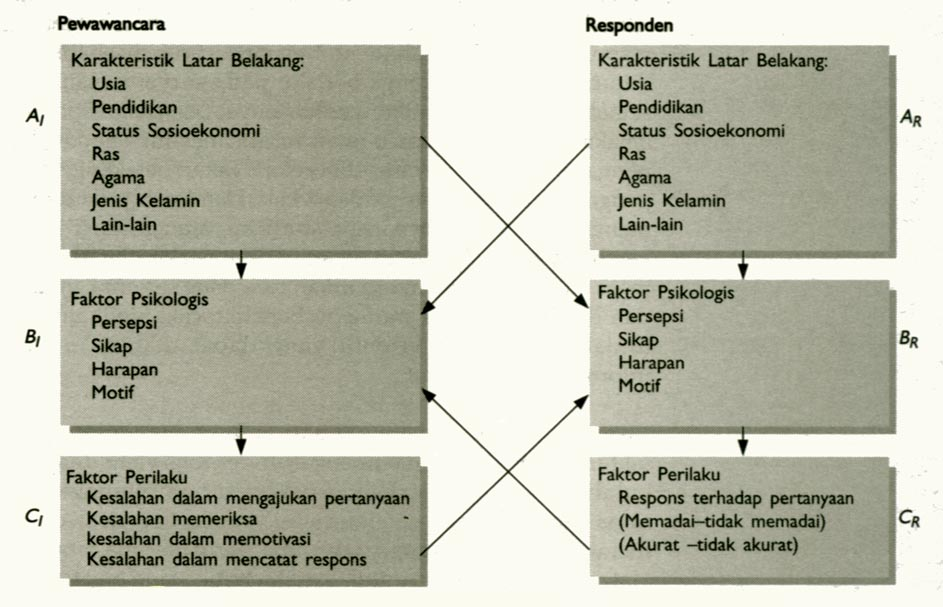 Pewawancara
Karakteristik Latar Belakang:
Usia
Pendidikan
Status Sosioekonomi
Ras
Agama
Jenis Kelamin
Lain-lain
A_I
Faktor Psikologis
Persepsi
Sikap
Harapan
Motif
B_I
Faktor Perilaku
Kesalahan dalam mengajukan pertanyaan
Kesalahan memeriksa
kesalahan dalam memotivasi
Kesalahan dalam mencatat respons
C_I
Responden
Karakteristik Latar Belakang:
Usia
Pendidikan
Status Sosioekonomi
Ras
Agama
Jenis Kelamin
Lain-lain
A_R
Faktor Psikologis
Persepsi
Sikap
Harapan
Motif
B_R
Faktor Perilaku
Respons terhadap pertanyaan
(Memadai–tidak memadai)
(Akurat –tidak akurat)
C_R